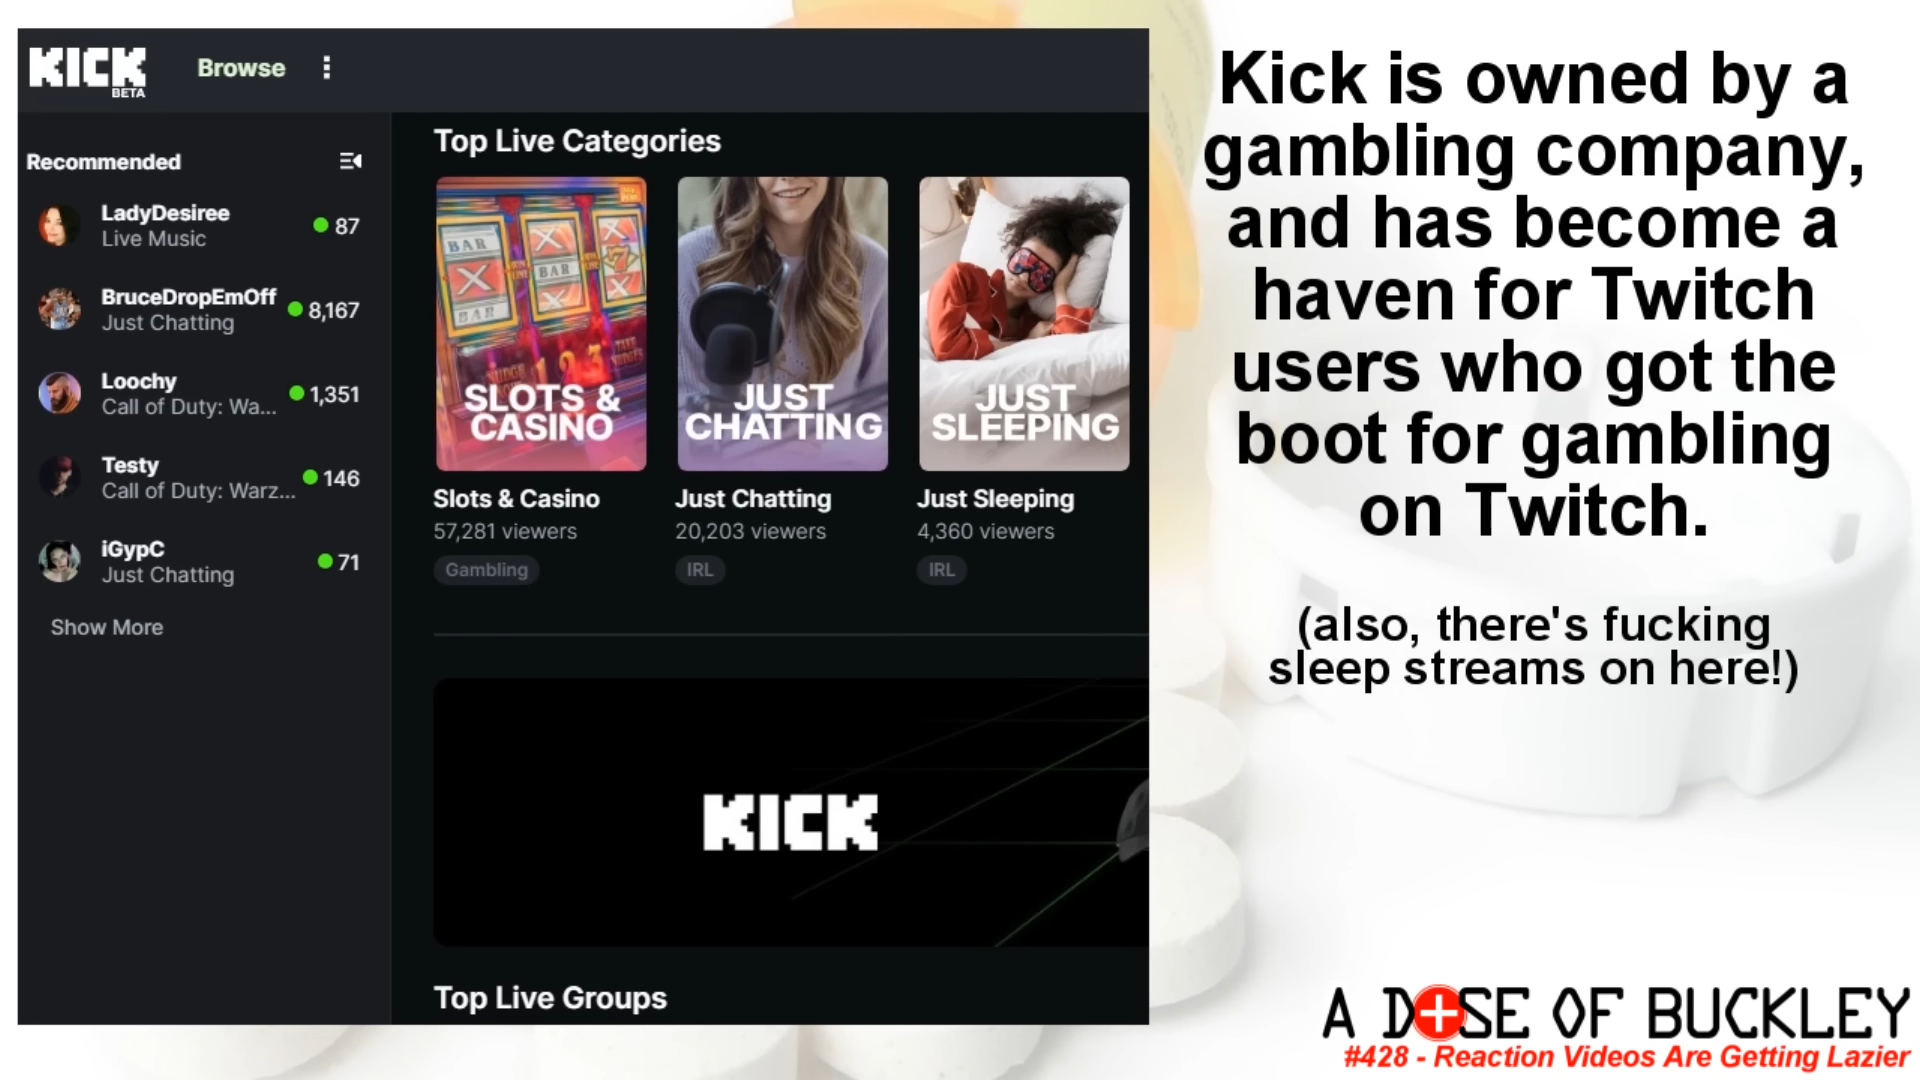 KICK
BETA
Browse
Recommended
LadyDesiree
Live Music
87
BruceDropEmOff
Just Chatting
8,167
Loochy
Call of Duty: Wa...
1,351
Testy
Call of Duty: Warz...
146
iGypC
Just Chatting
71
Show More
Top Live Categories
BAR
BAR
BAR
SLOTS &
CASINO
Slots & Casino
57,281 viewers
Gambling
JUST
CHATTING
Just Chatting
20,203 viewers
IRL
JUST
SLEEPING
Just Sleeping
4,360 viewers
IRL
KICK
Top Live Groups
Kick is owned by a
gambling company,
and has become a
haven for Twitch
users who got the
boot for gambling
on Twitch.
(also, there's fucking
sleep streams on here!)
A DOSE OF BUCKLEY
#428 - Reaction Videos Are Getting Lazier